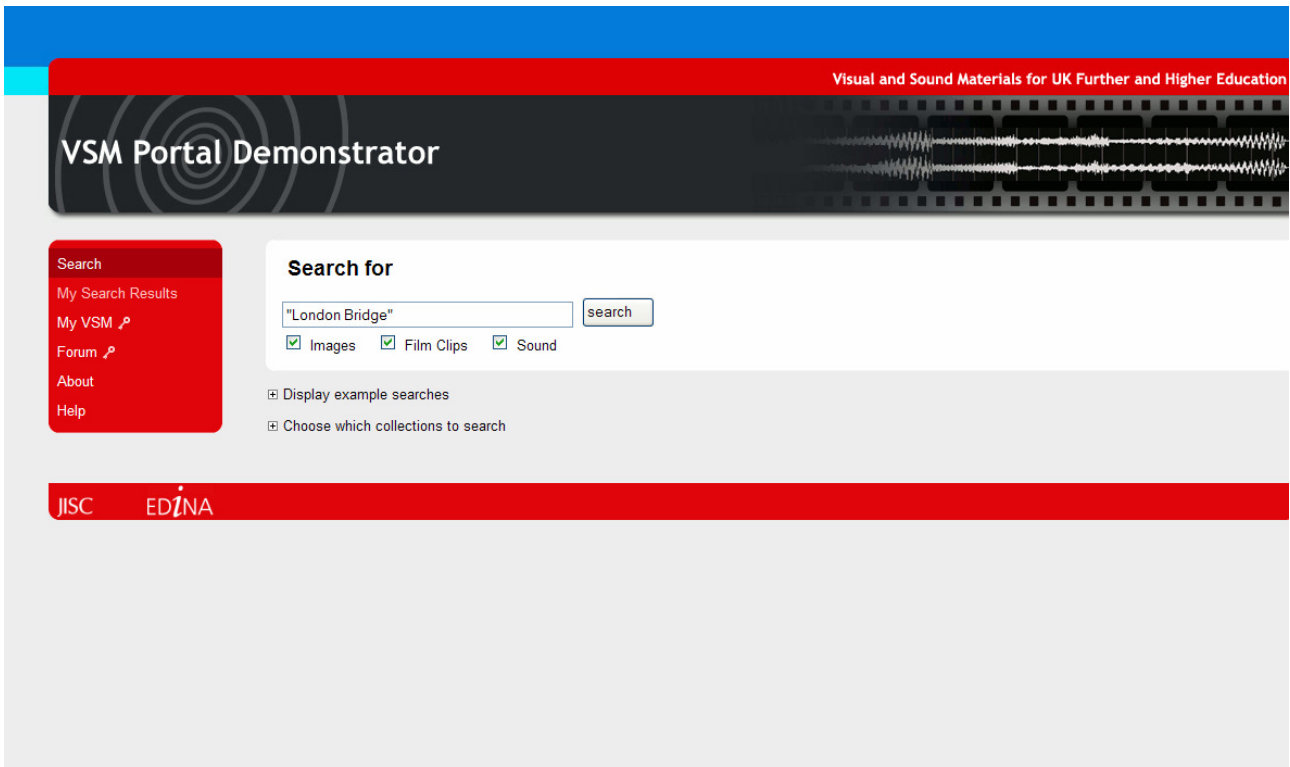 Visual and Sound Materials for UK Further and Higher Education
VSM Portal Demonstrator
Search
My Search Results
My VSM
Forum
About
Help
Search for
"London Bridge"
search
Images Film Clips Sound
Display example searches
Choose which collections to search
JISC EDINA